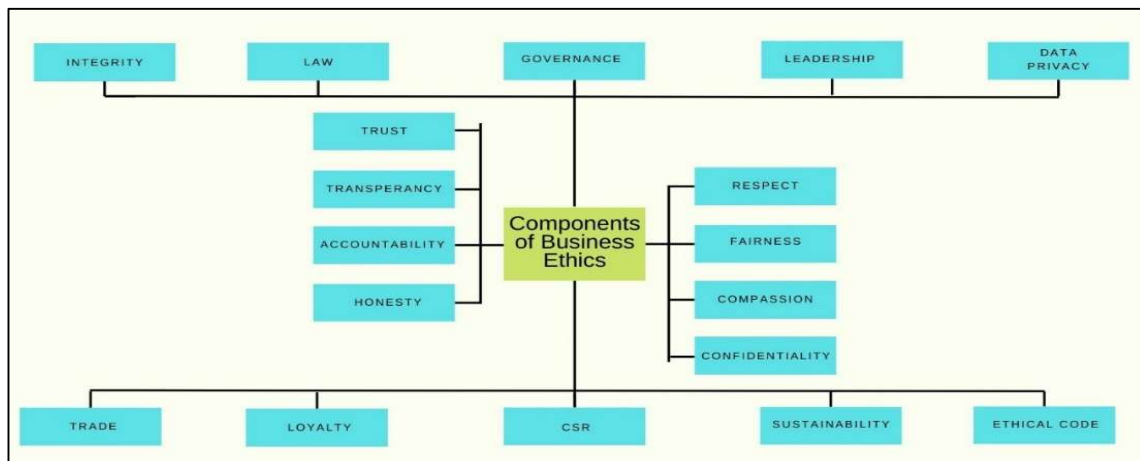 INTEGRITY
LAW
GOVERNANCE
LEADERSHIP
DATA
PRIVACY
TRUST
TRANSPERANCY
ACCOUNTABILITY
HONESTY
Components
of Business
Ethics
RESPECT
FAIRNESS
COMPASSION
CONFIDENTIALITY
TRADE
LOYALTY
CSR
SUSTAINABILITY
ETHICAL CODE